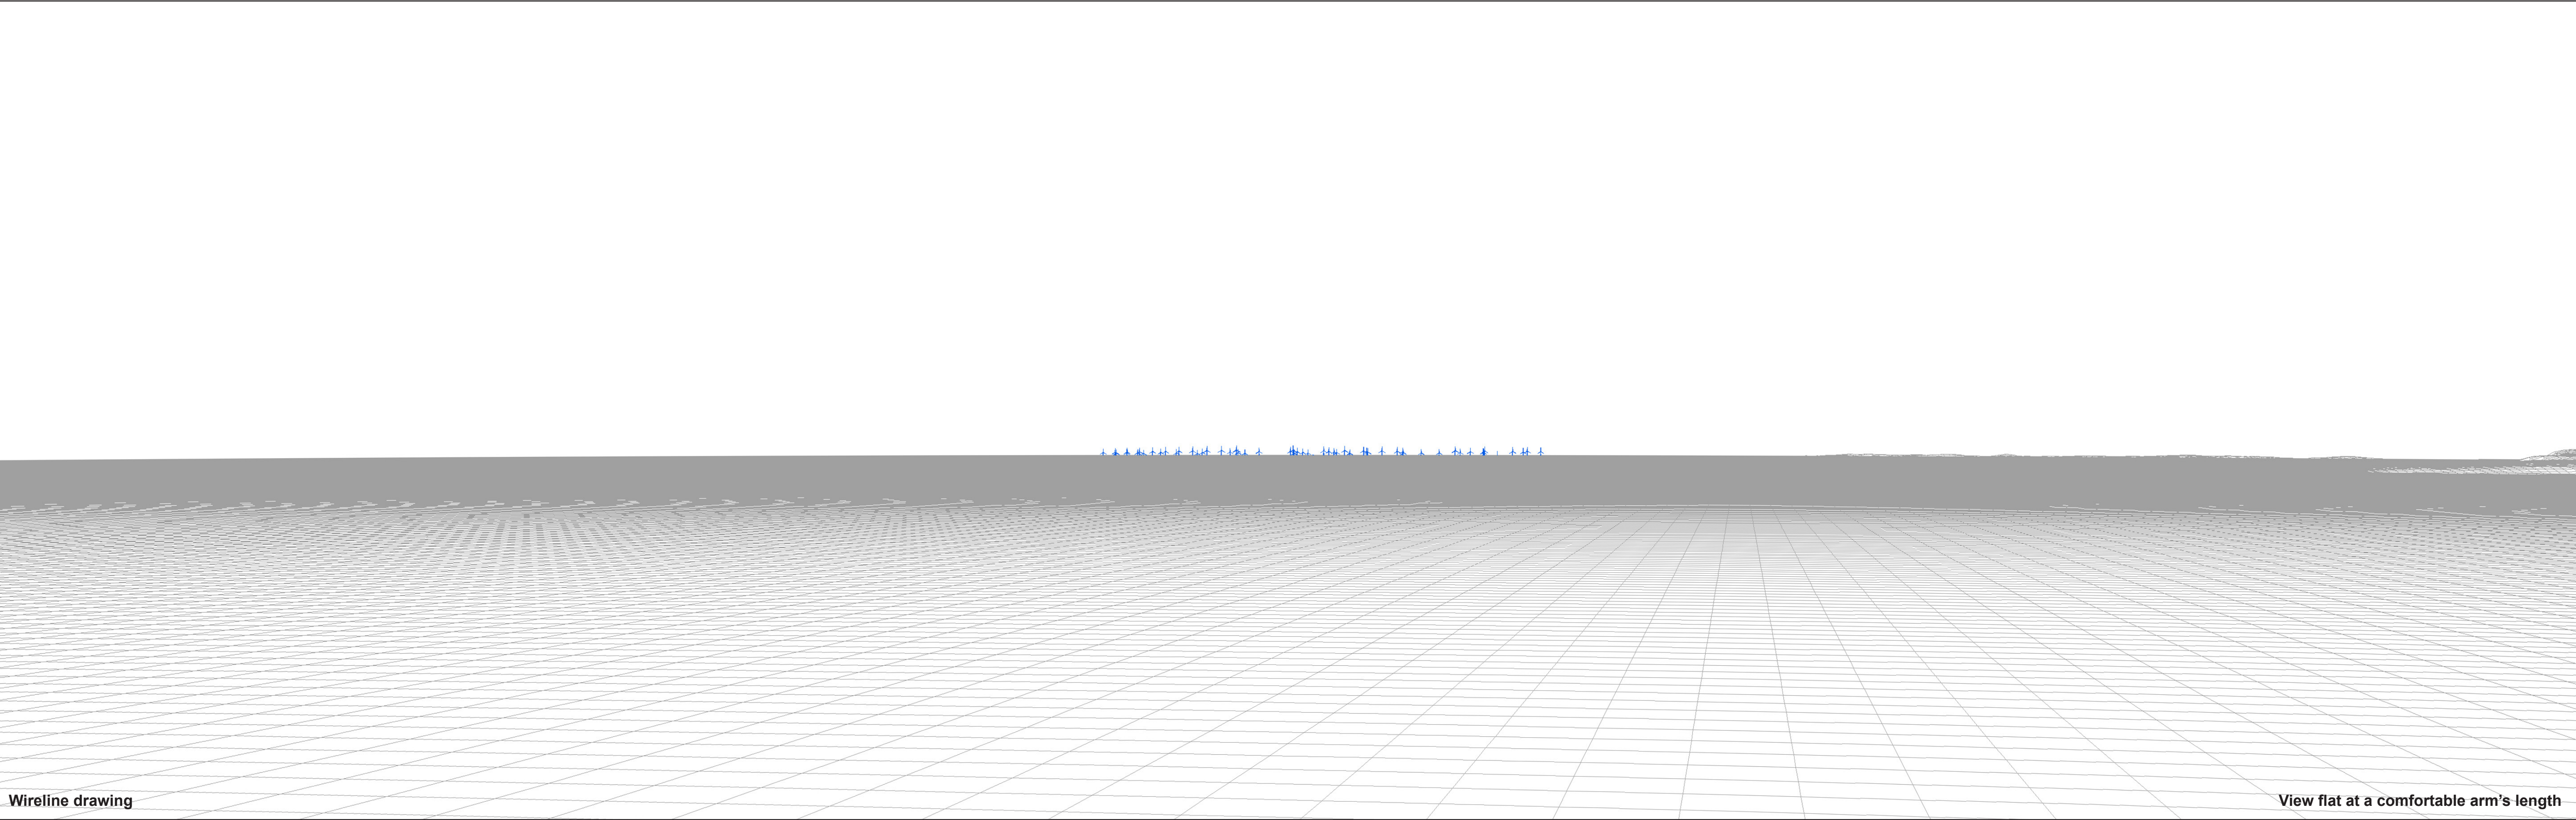 Wireline drawing
View flat at a comfortable arm’s length